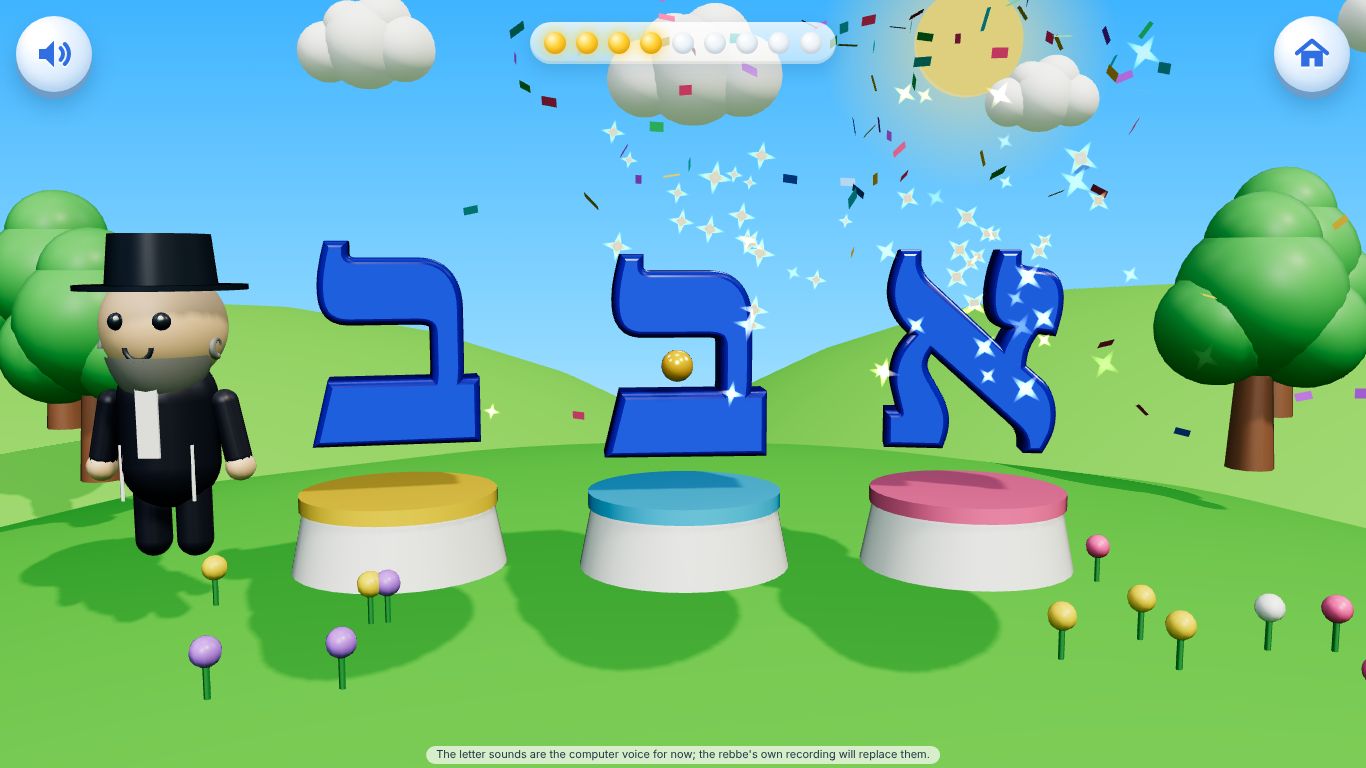 א בּ ב
The letter sounds are the computer voice for now; the rebbe's own recording will replace them.